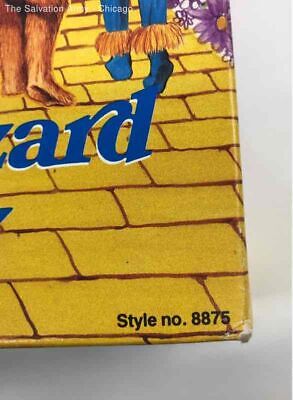 The Salvation Army - Chicago
zard
Style no. 8875